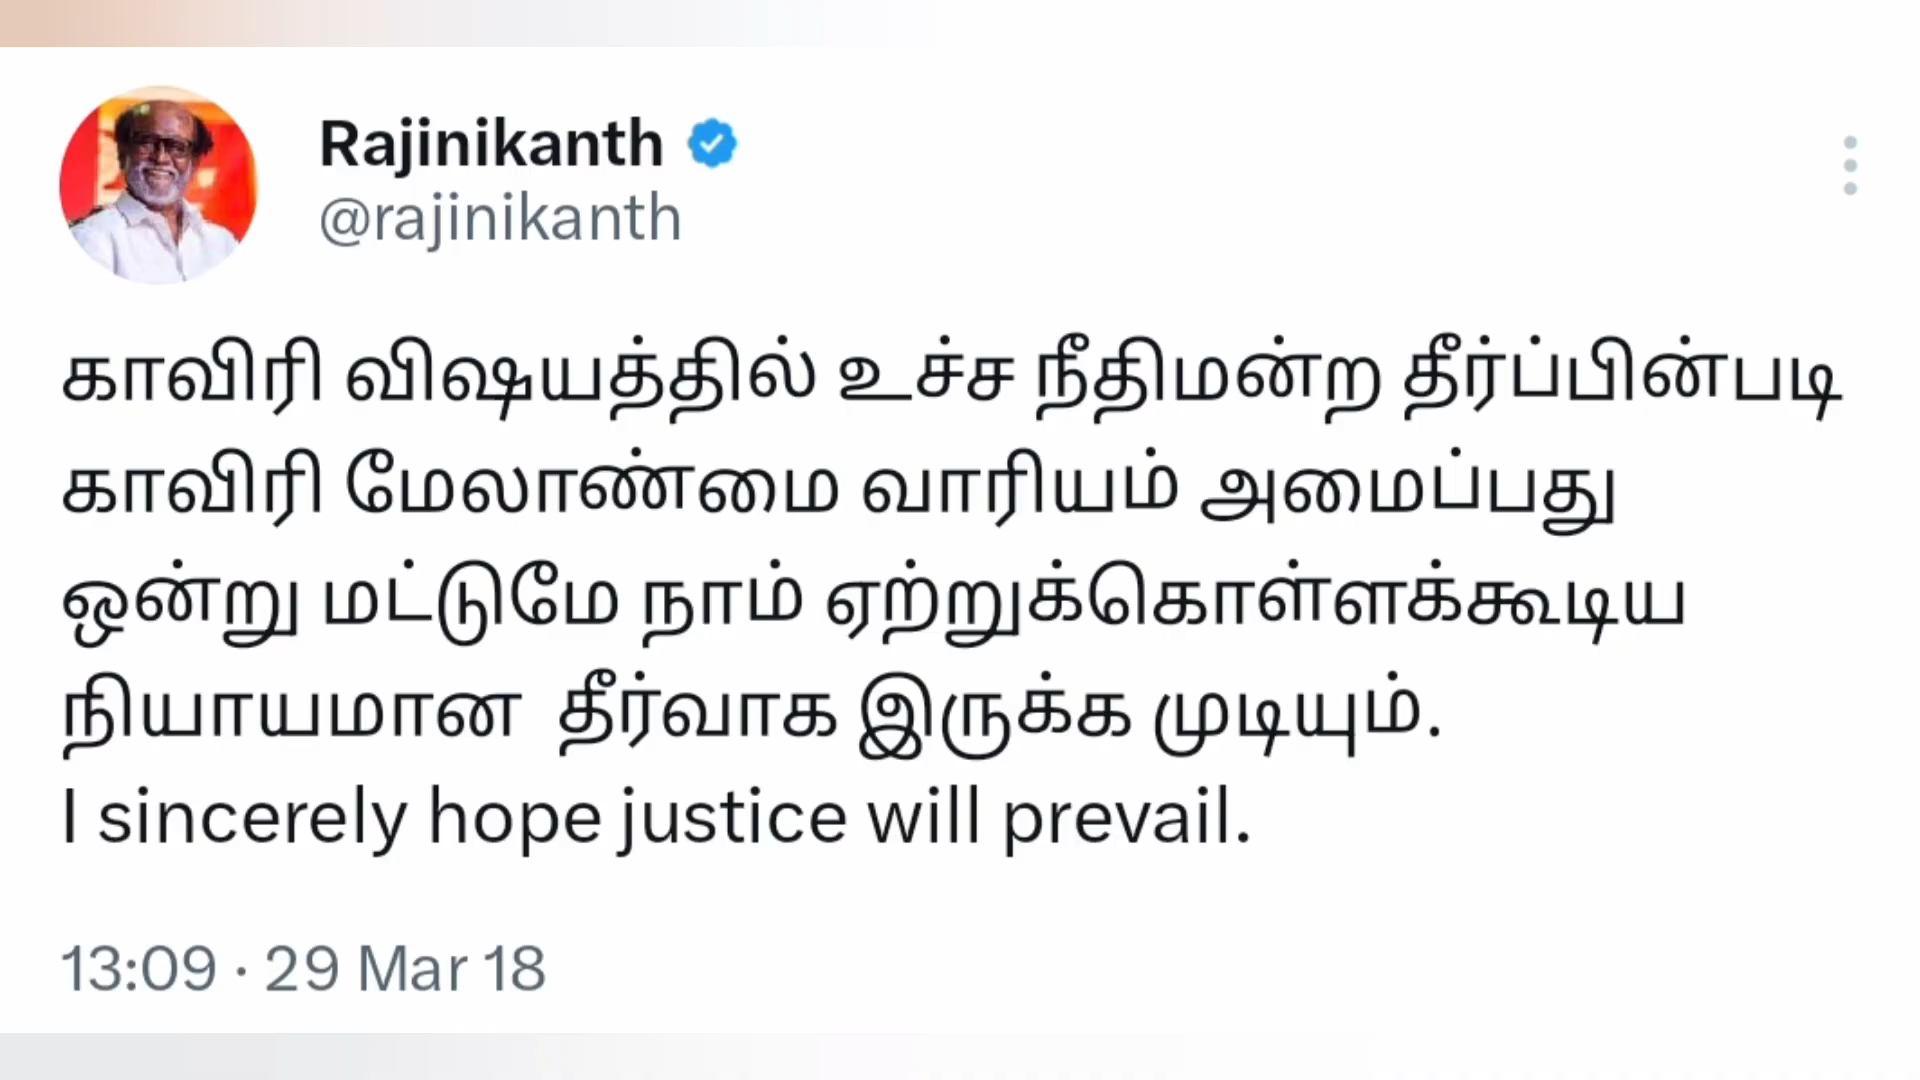 Rajinikanth
@rajinikanth
காவிரி விஷயத்தில் உச்ச நீதிமன்ற தீர்ப்பின்படி
காவிரி மேலாண்மை வாரியம் அமைப்பது
ஒன்று மட்டுமே நாம் ஏற்றுக்கொள்ளக்கூடிய
நியாயமான  தீர்வாக இருக்க முடியும்.
I sincerely hope justice will prevail.
13:09 · 29 Mar 18